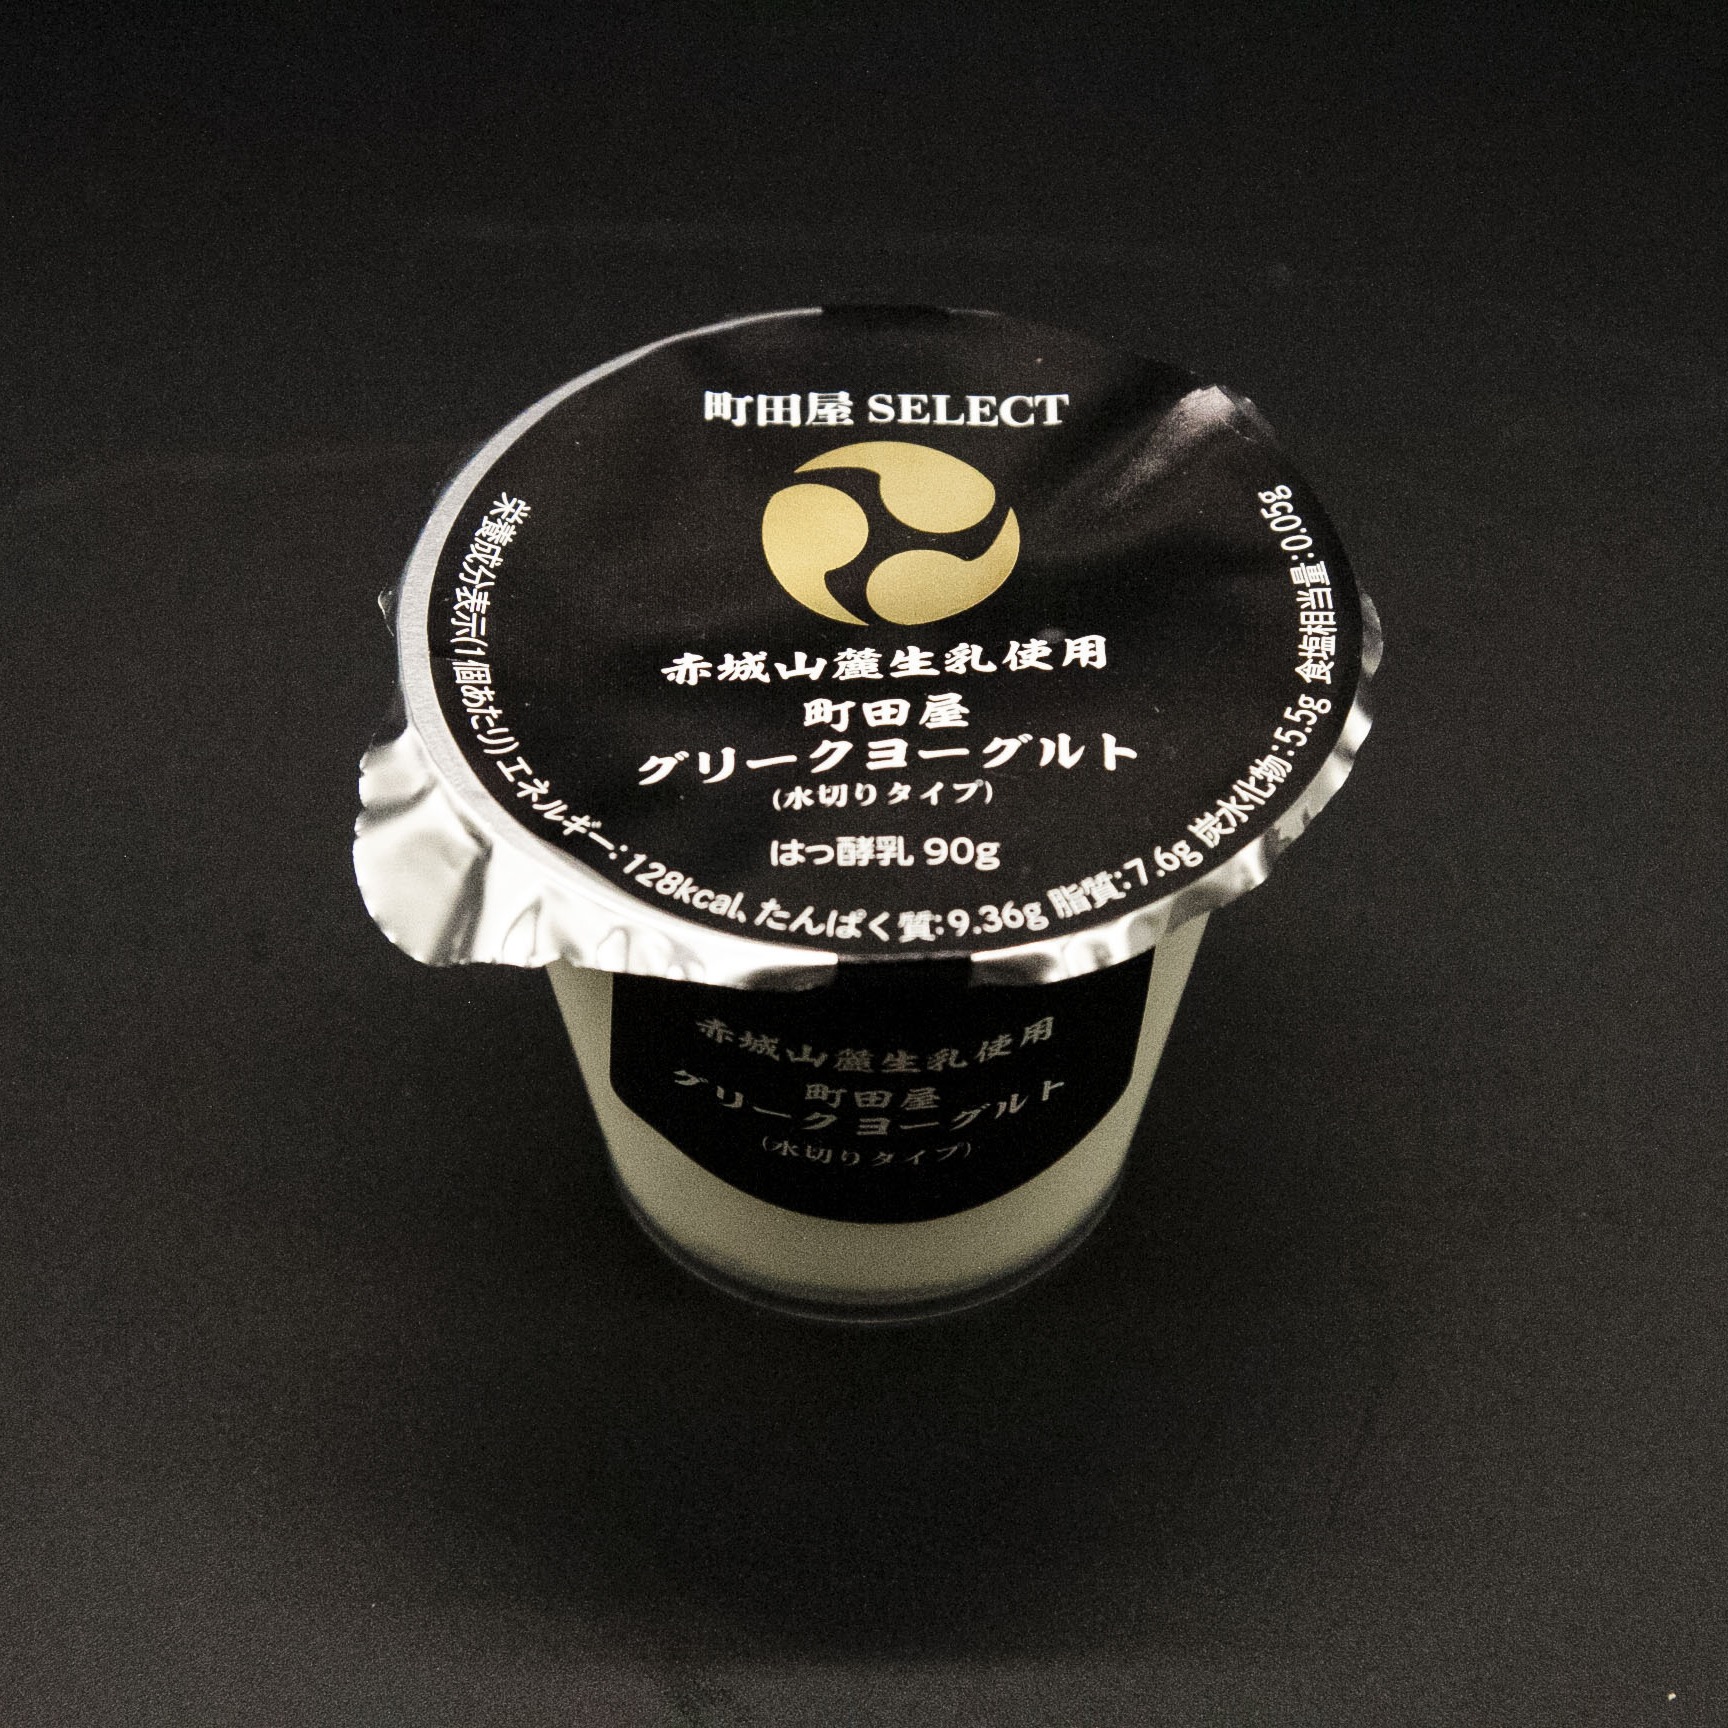 町田屋 SELECT
赤城山麓生乳使用
町田屋
グリークヨーグルト
(水切りタイプ)
はっ酵乳 90g
栄養成分表示(1個あたり) エネルギー:128kcal、たんぱく質:9.36g 脂質:7.6g 炭水化物:5.5g 食塩相当量:0.05g
赤城山麓生乳使用
町田屋
グリークヨーグルト
(水切りタイプ)